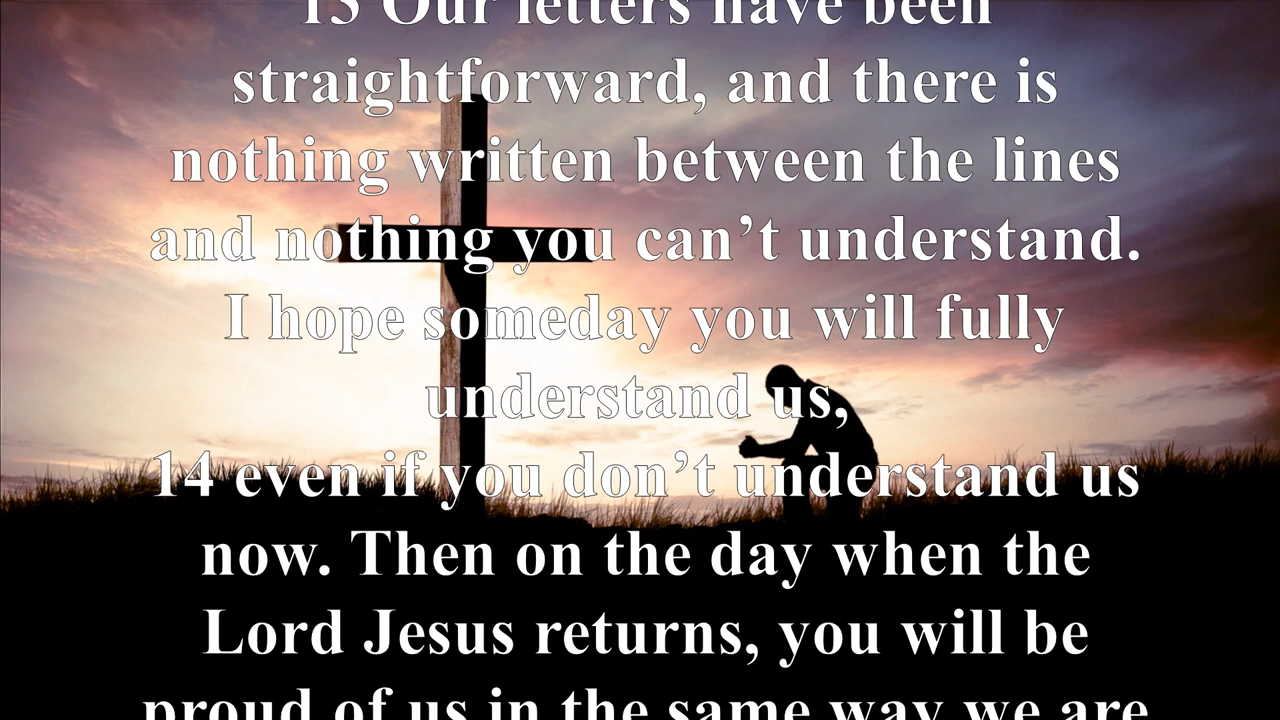 13 Our letters have been
straightforward, and there is
nothing written between the lines
and nothing you can’t understand.
I hope someday you will fully
understand us,
14 even if you don’t understand us
now. Then on the day when the
Lord Jesus returns, you will be
proud of us in the same way we are